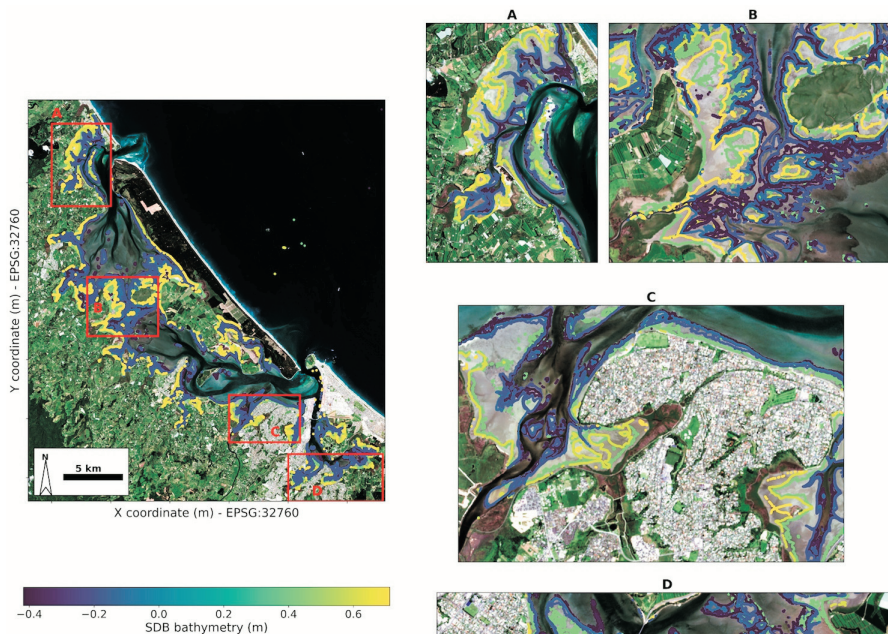 A
B
A
B
C
D
N
5 km
Y coordinate (m) - EPSG:32760
X coordinate (m) - EPSG:32760
C
−0.4
−0.2
0.0
0.2
0.4
0.6
SDB bathymetry (m)
D